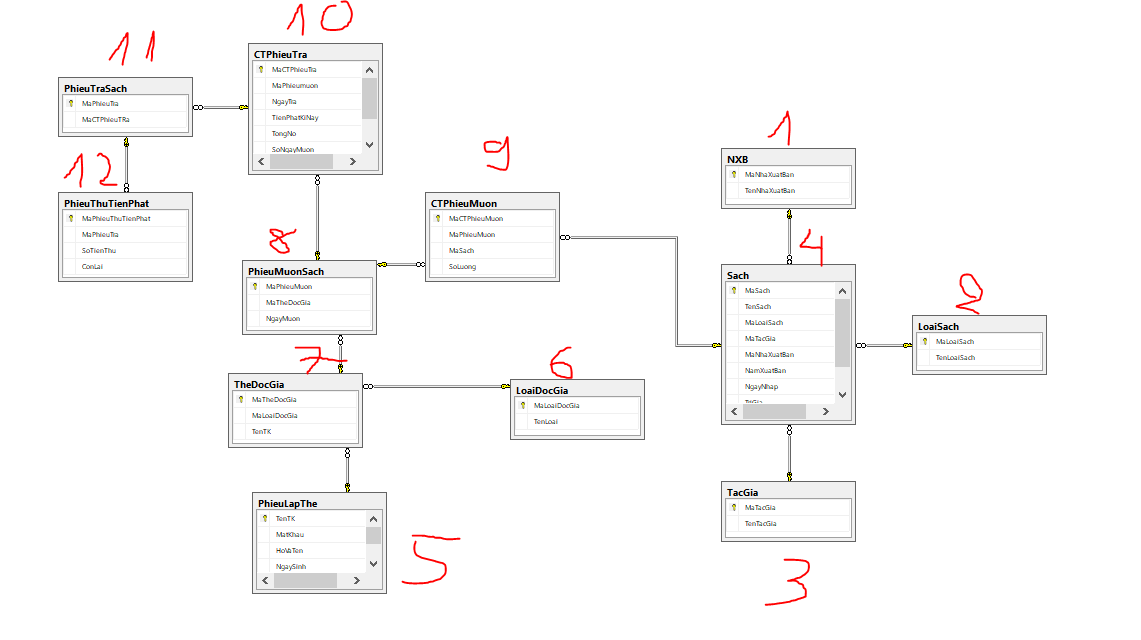 10
CTPhieuTra
MaCTPhieuTra
MaPhieumuon
NgayTra
TienPhatKiNay
TongNo
SoNgayMuon
11
PhieuTraSach
MaPhieuTra
MaCTPhieuTRa
12
PhieuThuTienPhat
MaPhieuThuTienPhat
MaPhieuTra
SoTienThu
ConLai
9
CTPhieuMuon
MaCTPhieuMuon
MaPhieuMuon
MaSach
SoLuong
1
NXB
MaNhaXuatBan
TenNhaXuatBan
8
PhieuMuonSach
MaPhieuMuon
MaTheDocGia
NgayMuon
4
Sach
MaSach
TenSach
MaLoaiSach
MaTacGia
MaNhaXuatBan
NamXuatBan
NgayNhap
TriGia
2
LoaiSach
MaLoaiSach
TenLoaiSach
7
TheDocGia
MaTheDocGia
MaLoaiDocGia
TenTK
6
LoaiDocGia
MaLoaiDocGia
TenLoai
PhieuLapThe
TenTK
MatKhau
HoVaTen
NgaySinh
5
TacGia
MaTacGia
TenTacGia
3